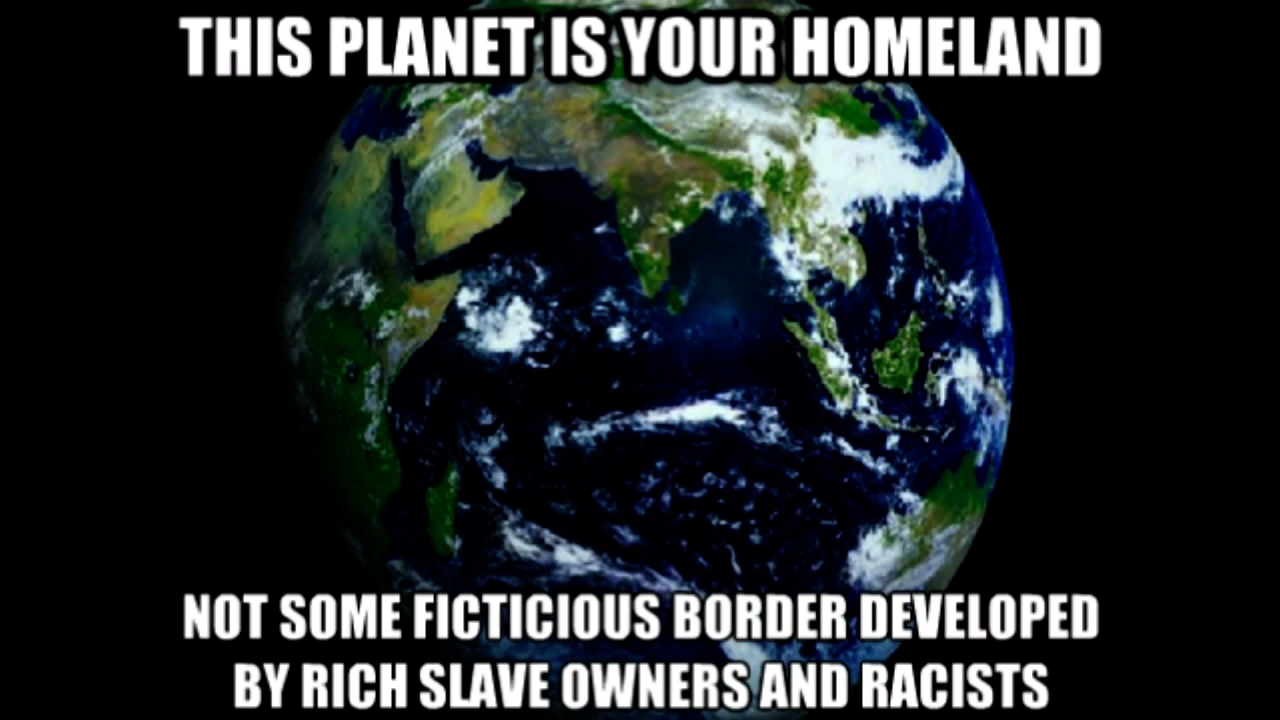 THIS PLANET IS YOUR HOMELAND
NOT SOME FICTICIOUS BORDER DEVELOPED
BY RICH SLAVE OWNERS AND RACISTS